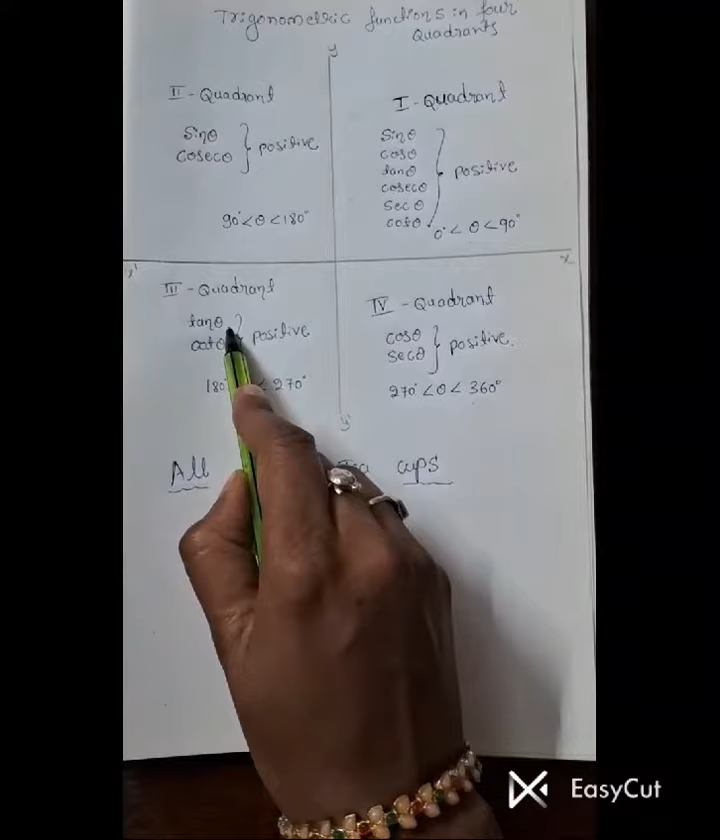 Trigonometric functions in four
Quadrants
y
II - Quadrant
sinθ
cosecθ
positive
90° < θ < 180°
I - Quadrant
sinθ
cosθ
tanθ
cosecθ
secθ
cotθ
positive
0° < θ < 90°
x'
x
III - Quadrant
tanθ
cotθ
positive
180° < 270°
IV - Quadrant
cosθ
secθ
positive.
270° < θ < 360°
y'
All cups
EasyCut